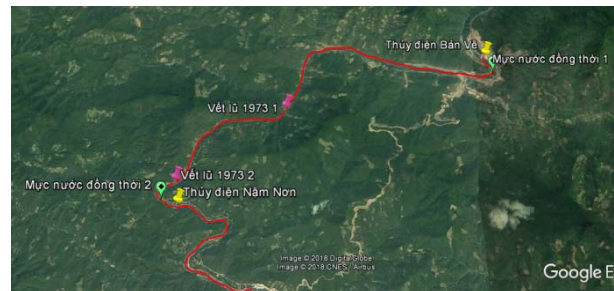 Thủy điện Bản Vẽ
Mực nước đồng thời 1
Vết lũ 1973 1
Vết lũ 1973 2
Mực nước đồng thời 2
Thủy điện Nậm Nơn
Image © 2018 DigitalGlobe
Image © 2018 CNES / Airbus
Google E